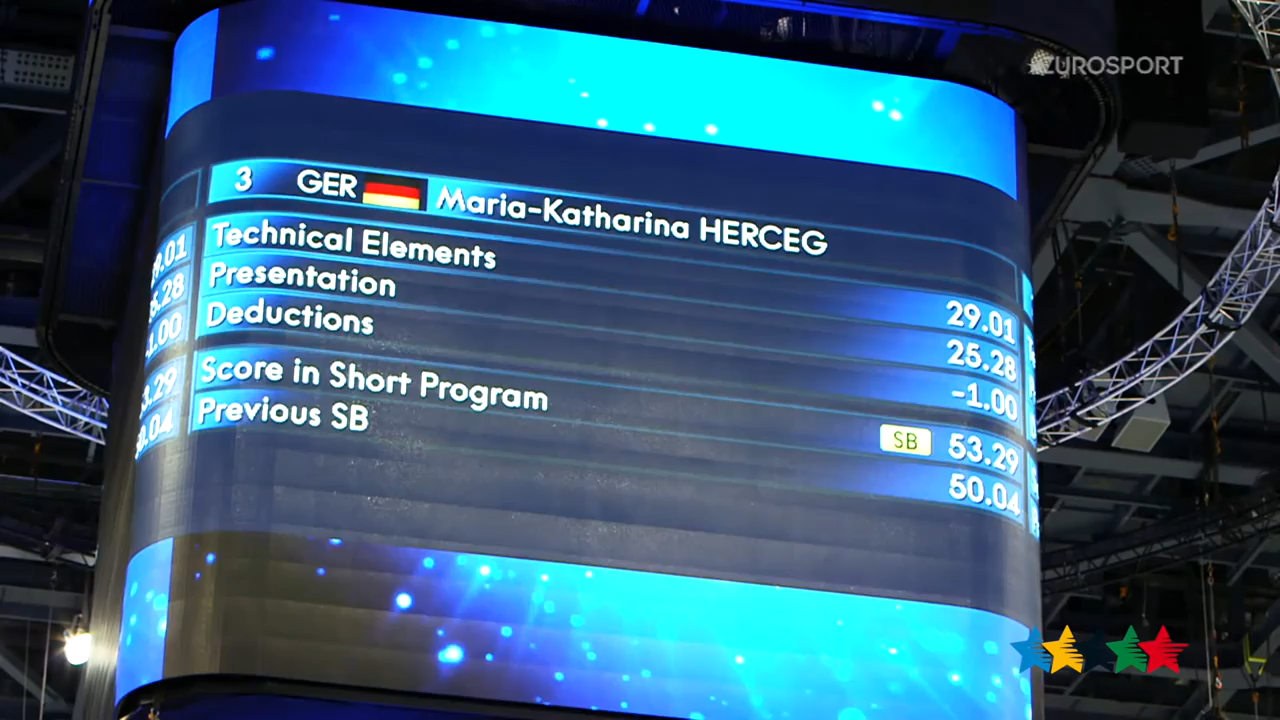 EUROSPORT
3 GER Maria-Katharina HERCEG
Technical Elements 29.01
Presentation 25.28
Deductions -1.00
Score in Short Program SB 53.29
Previous SB 50.04